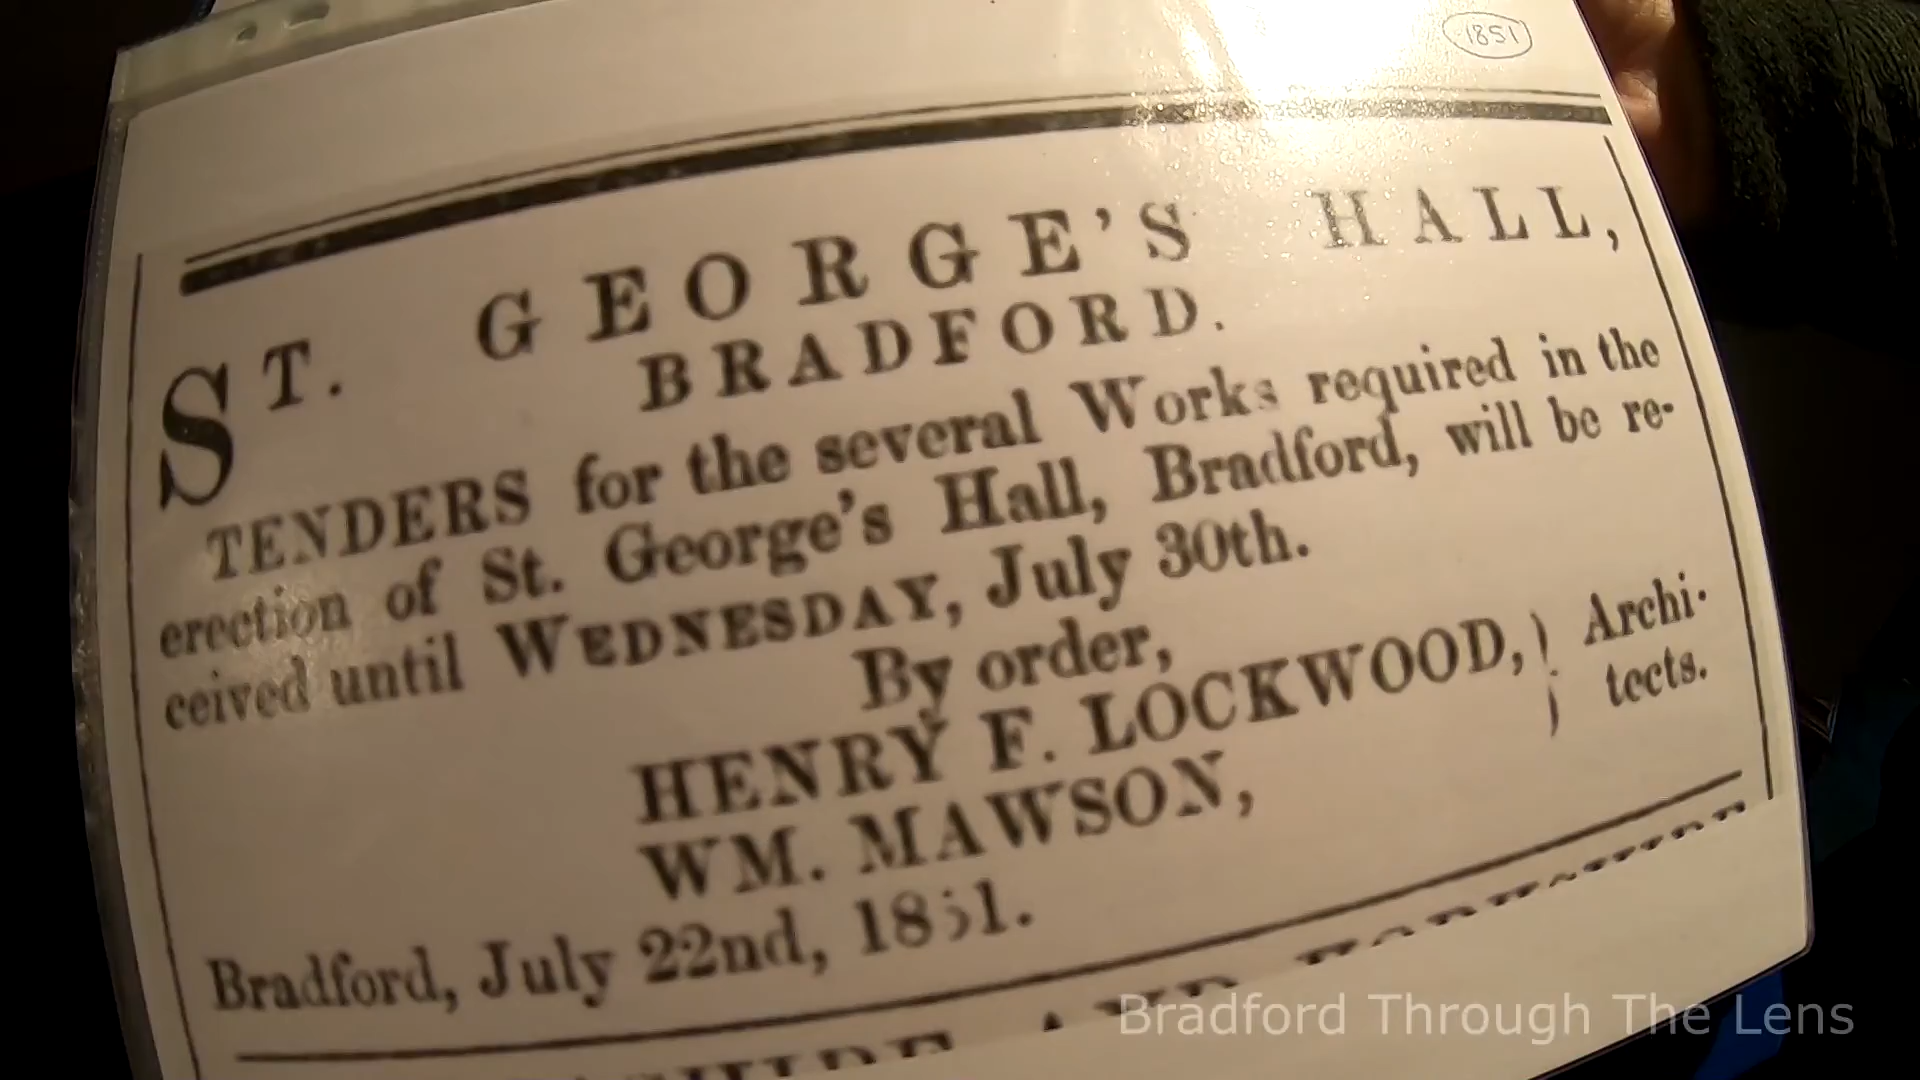 1851
ST. GEORGE'S HALL,
BRADFORD.
TENDERS for the several Works required in the
erection of St. George's Hall, Bradford, will be re-
ceived until WEDNESDAY, July 30th.
By order,
HENRY F. LOCKWOOD, } Archi-
WM. MAWSON, } tects.
Bradford, July 22nd, 1851.
Bradford Through The Lens